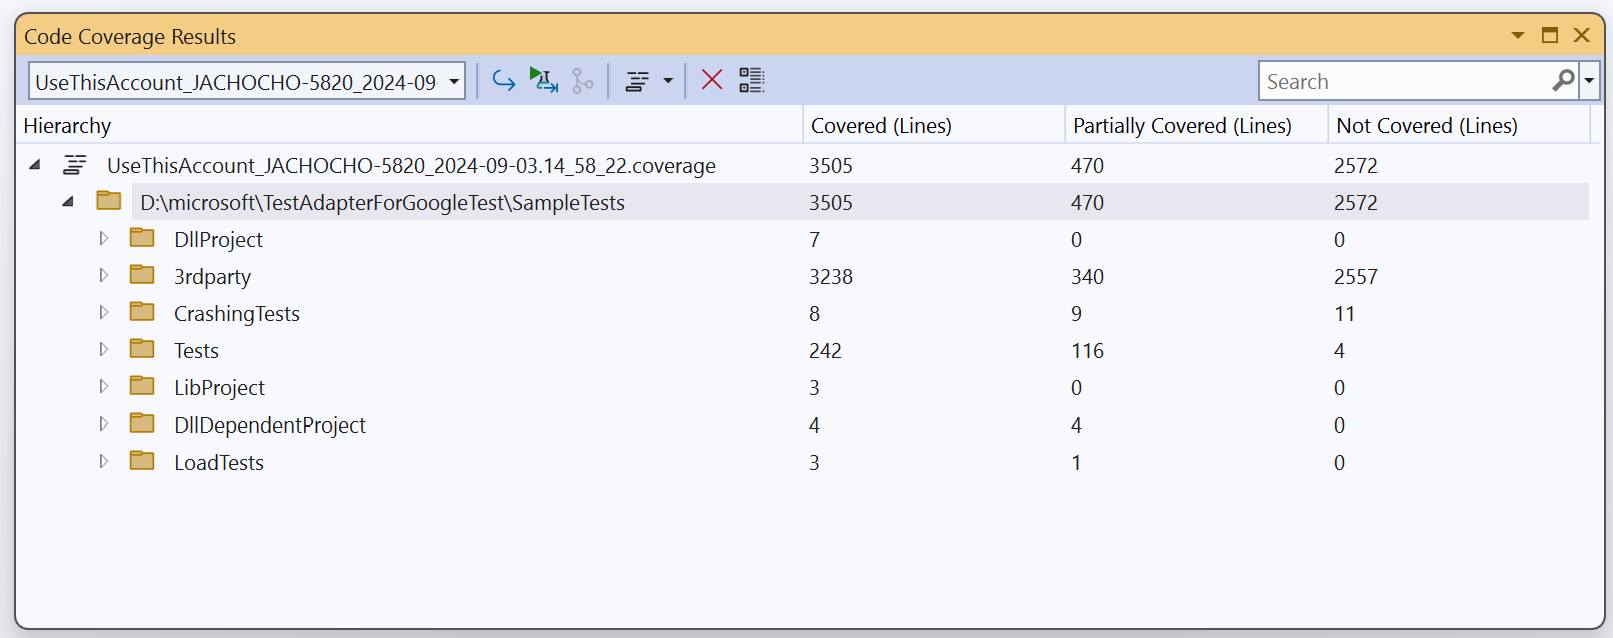 Code Coverage Results
UseThisAccount_JACHOCHO-5820_2024-09 Search
Hierarchy Covered (Lines) Partially Covered (Lines) Not Covered (Lines)
UseThisAccount_JACHOCHO-5820_2024-09-03.14_58_22.coverage 3505 470 2572
D:\microsoft\TestAdapterForGoogleTest\SampleTests 3505 470 2572
DllProject 7 0 0
3rdparty 3238 340 2557
CrashingTests 8 9 11
Tests 242 116 4
LibProject 3 0 0
DllDependentProject 4 4 0
LoadTests 3 1 0